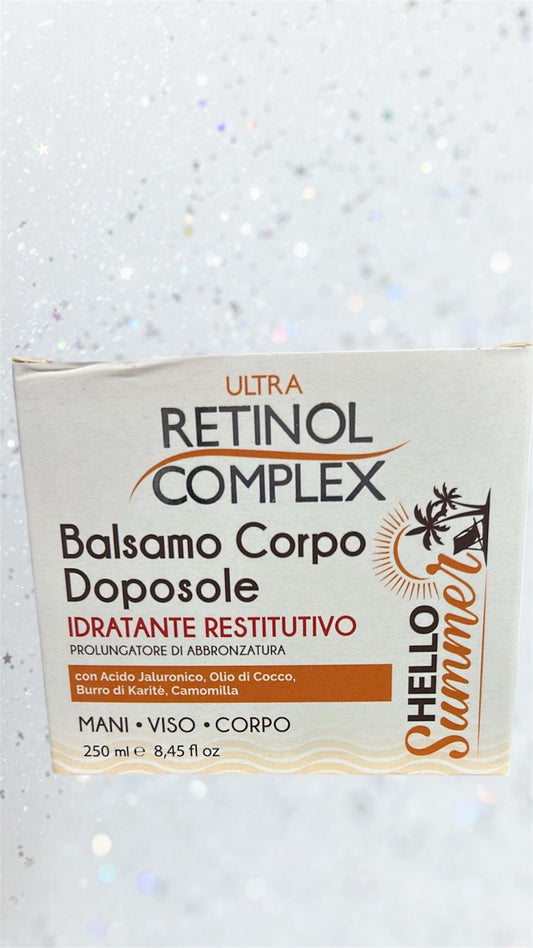 ULTRA
RETINOL
COMPLEX
Balsamo Corpo
Doposole
IDRATANTE RESTITUTIVO
PROLUNGATORE DI ABBRONZATURA
con Acido Jaluronico, Olio di Cocco,
Burro di Karitè, Camomilla
MANI • VISO • CORPO
250 ml ℮ 8,45 fl oz
HELLO
Summer